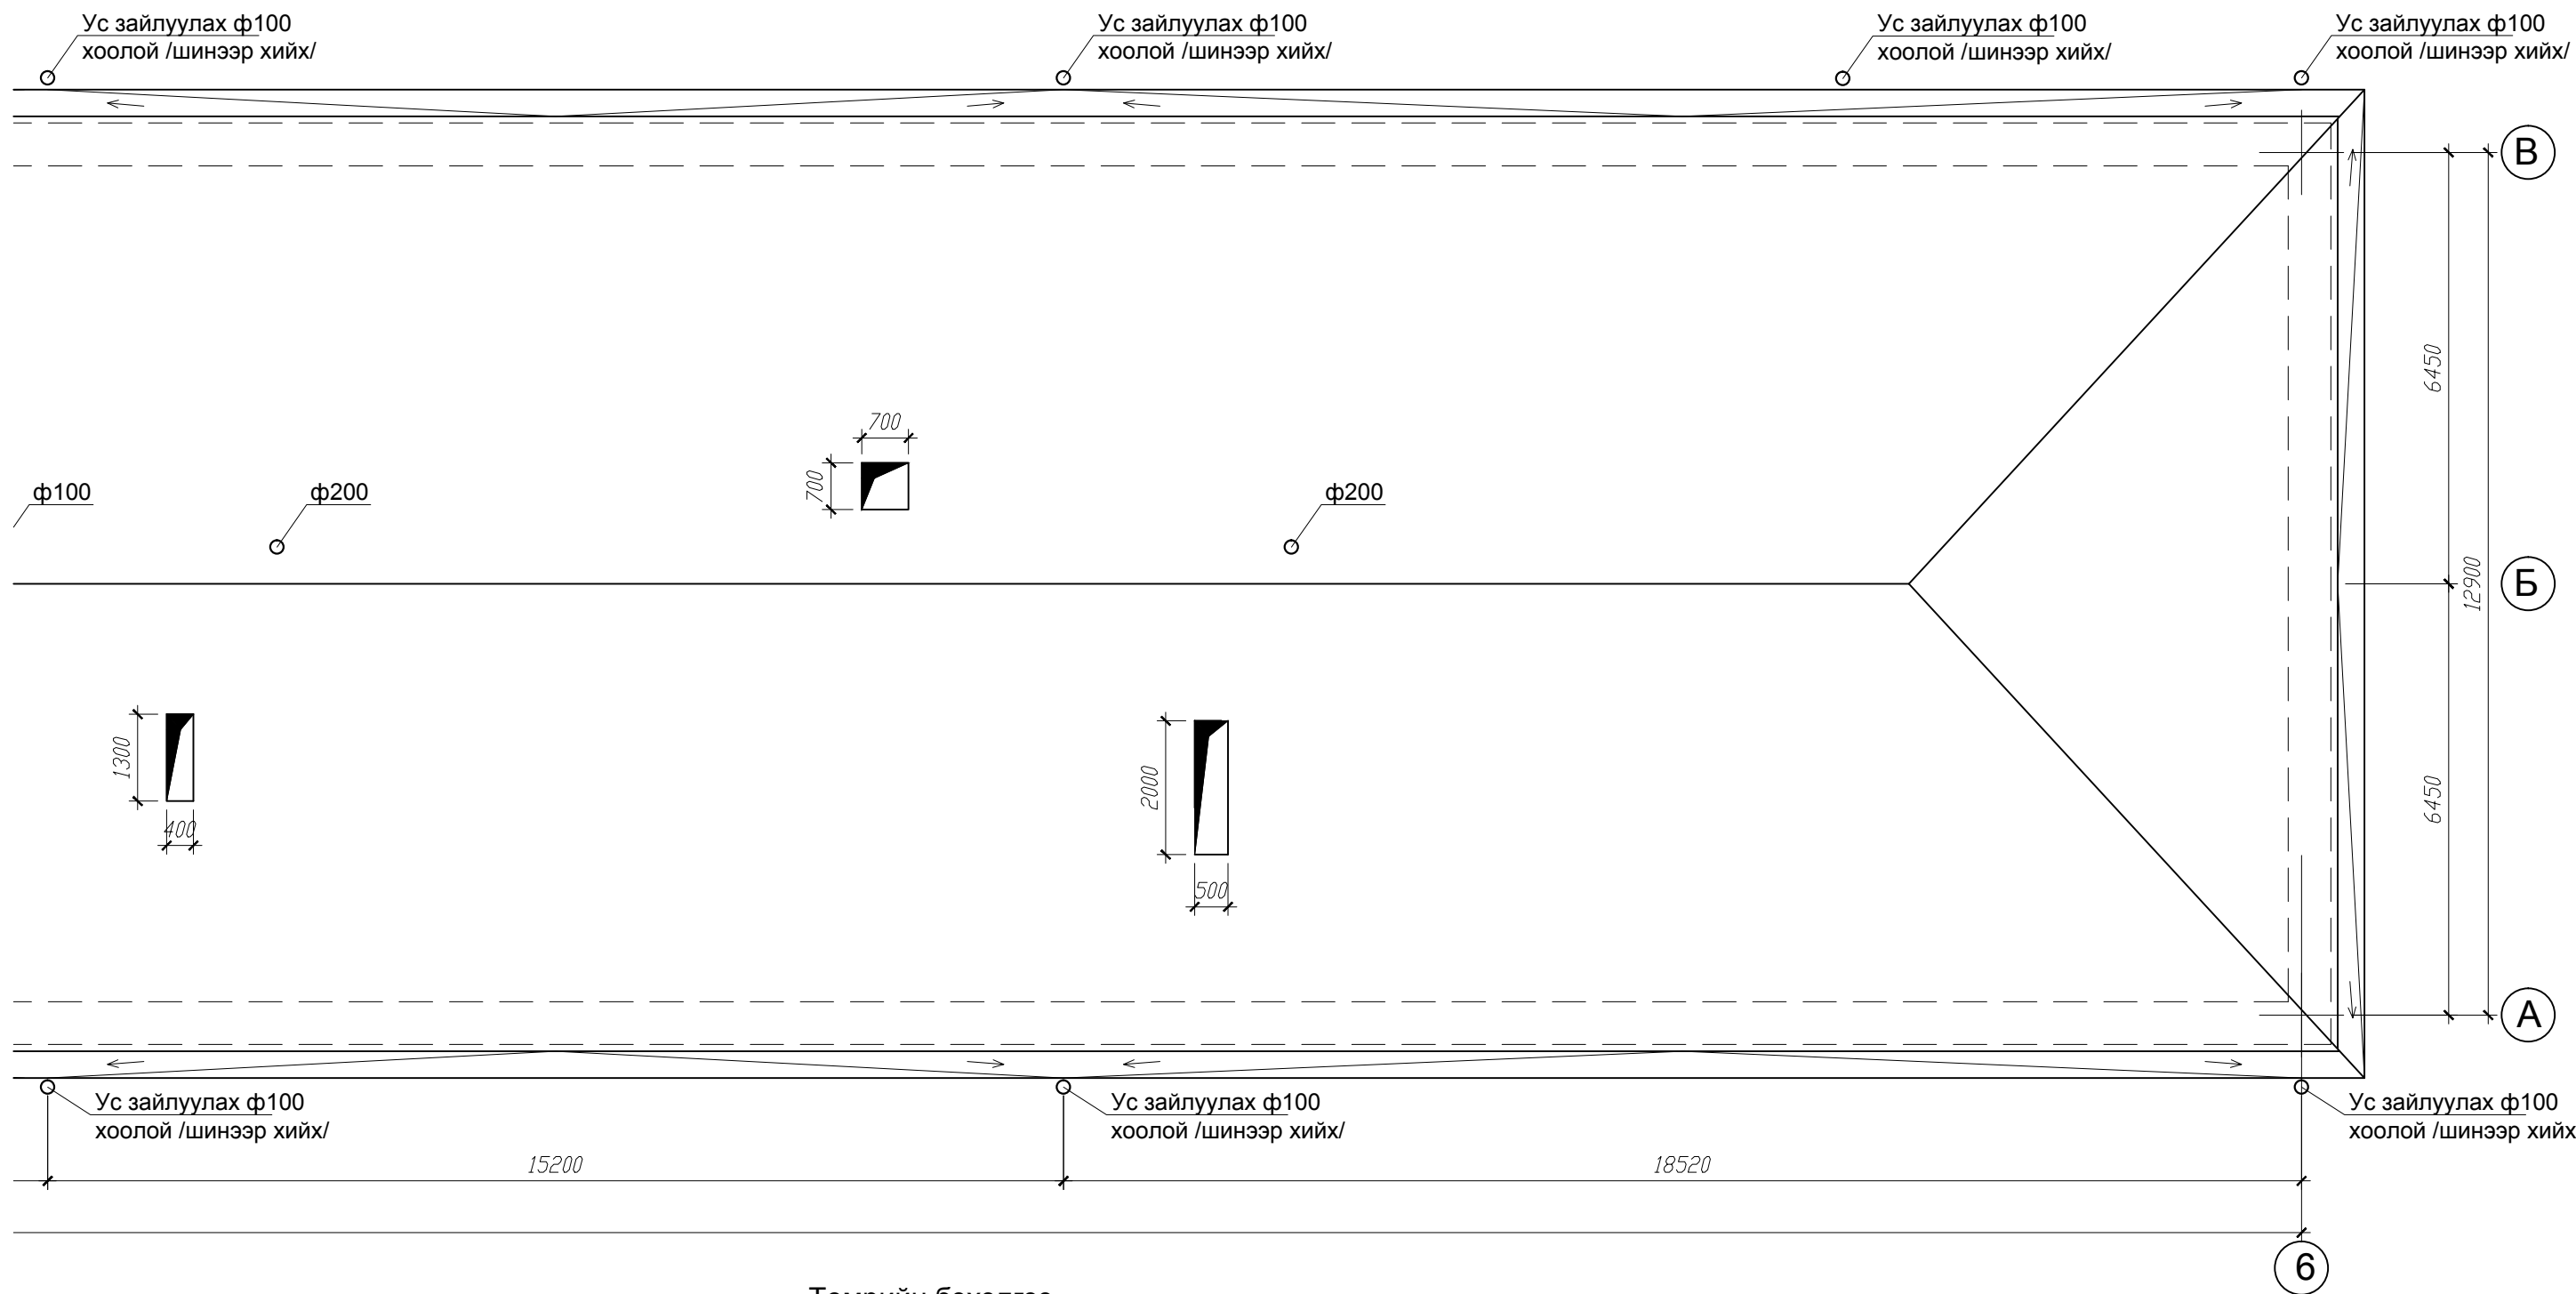 Ус зайлуулах ф100
хоолой /шинээр хийх/
Ус зайлуулах ф100
хоолой /шинээр хийх/
Ус зайлуулах ф100
хоолой /шинээр хийх/
Ус зайлуулах ф100
хоолой /шинээр хийх/
В
6450
700
700
ф100
ф200
ф200
12900
Б
1300
400
2000
500
6450
А
Ус зайлуулах ф100
хоолой /шинээр хийх/
Ус зайлуулах ф100
хоолой /шинээр хийх/
Ус зайлуулах ф100
хоолой /шинээр хийх
15200
18520
6